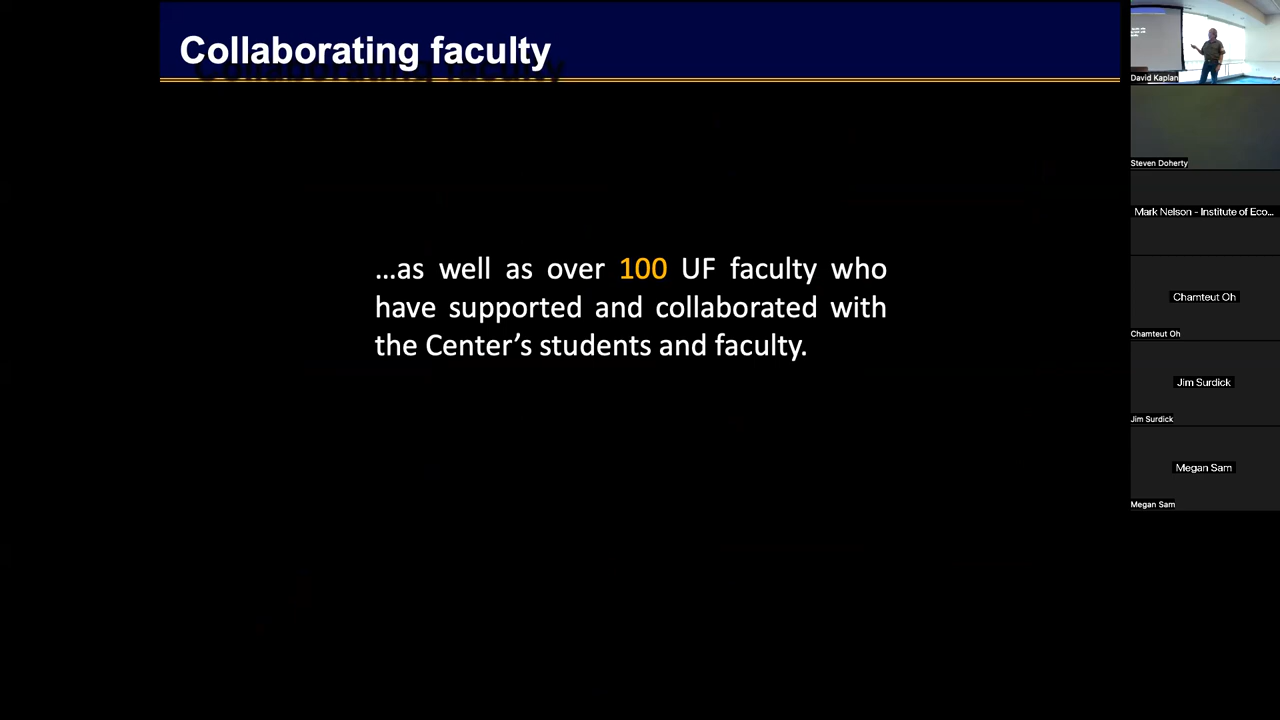 Collaborating faculty
...as well as over 100 UF faculty who
have supported and collaborated with
the Center's students and faculty.
David Kaplan
Steven Doherty
Mark Nelson - Institute of Eco...
Chamteut Oh
Chamteut Oh
Jim Surdick
Jim Surdick
Megan Sam
Megan Sam